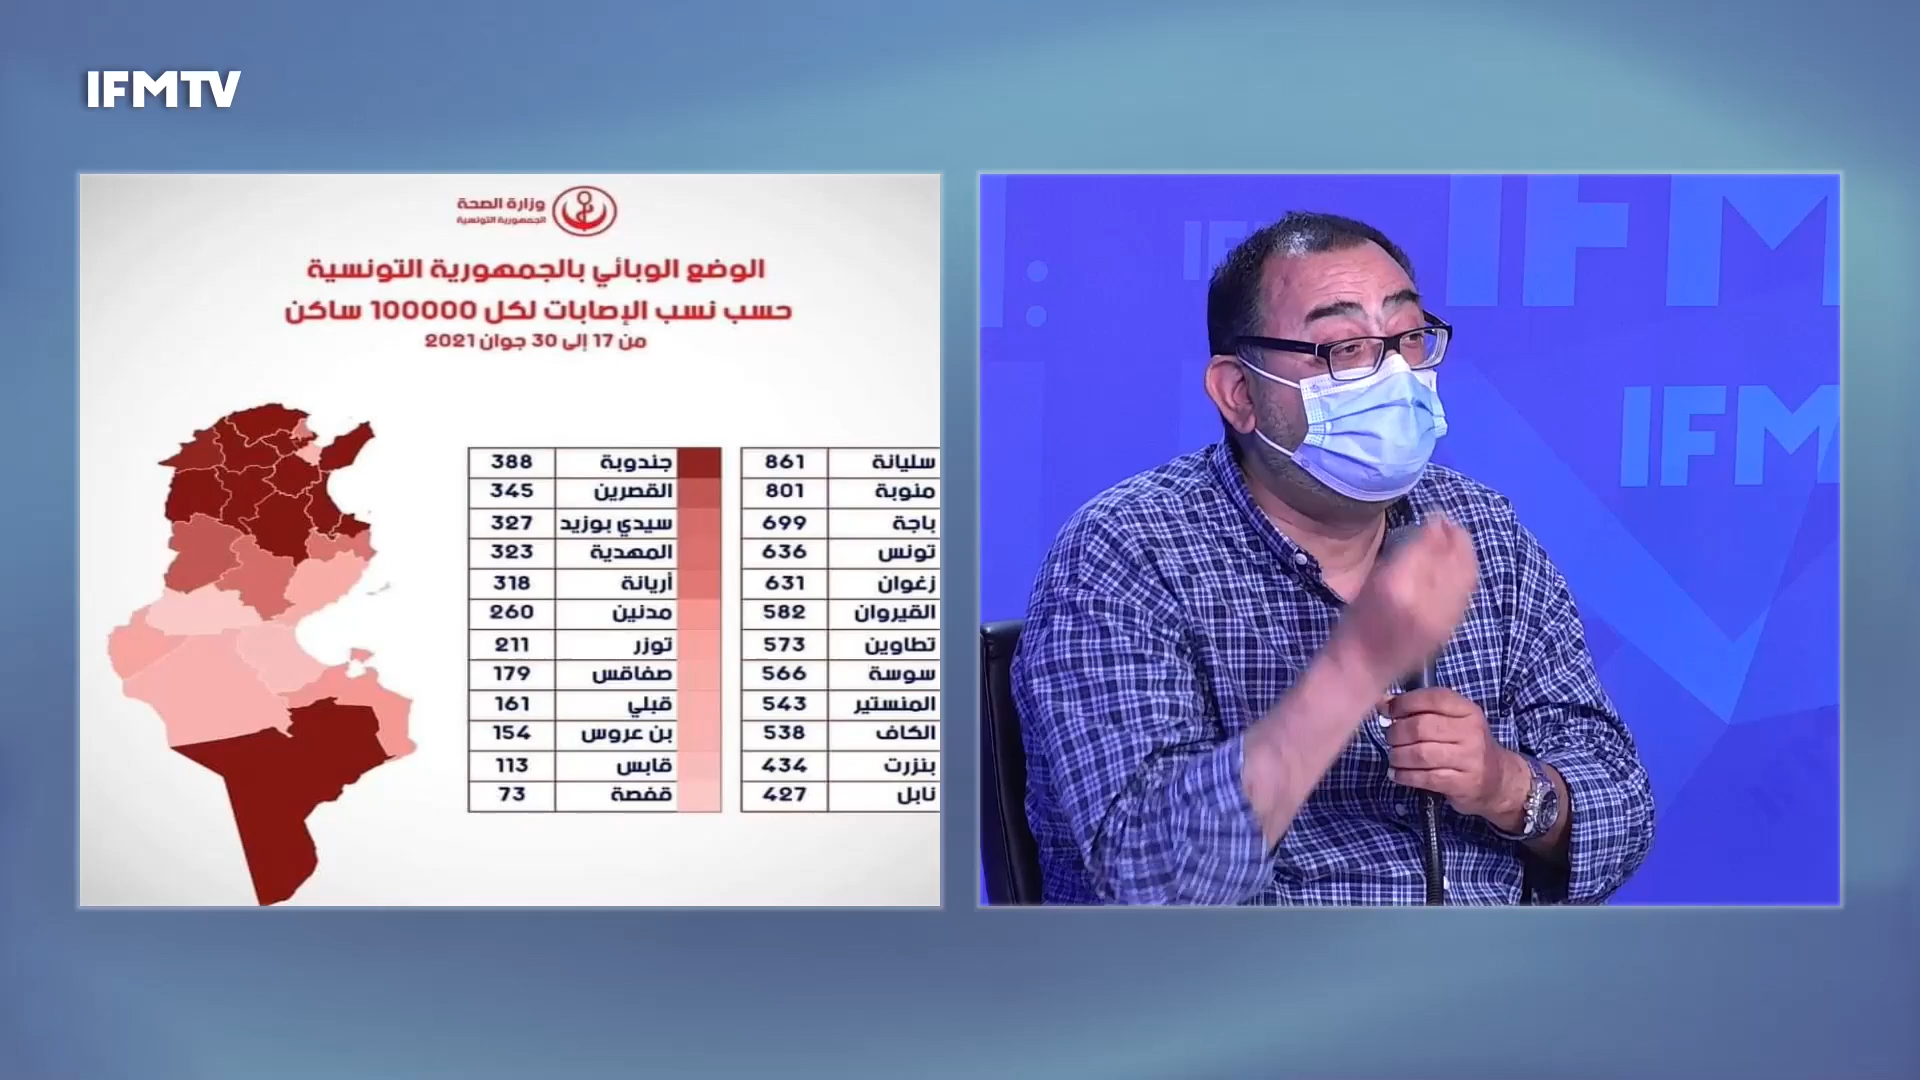 IFMTV
وزارة الصحة
الجمهورية التونسية
الوضع الوبائي بالجمهورية التونسية
حسب نسب الإصابات لكل 100000 ساكن
من 17 إلى 30 جوان 2021
سليانة 861
منوبة 801
باجة 699
تونس 636
زغوان 631
القيروان 582
تطاوين 573
سوسة 566
المنستير 543
الكاف 538
بنزرت 434
نابل 427
جندوبة 388
القصرين 345
سيدي بوزيد 327
المهدية 323
أريانة 318
مدنين 260
توزر 211
صفاقس 179
قبلي 161
بن عروس 154
قابس 113
قفصة 73
IF
IFM
IFM